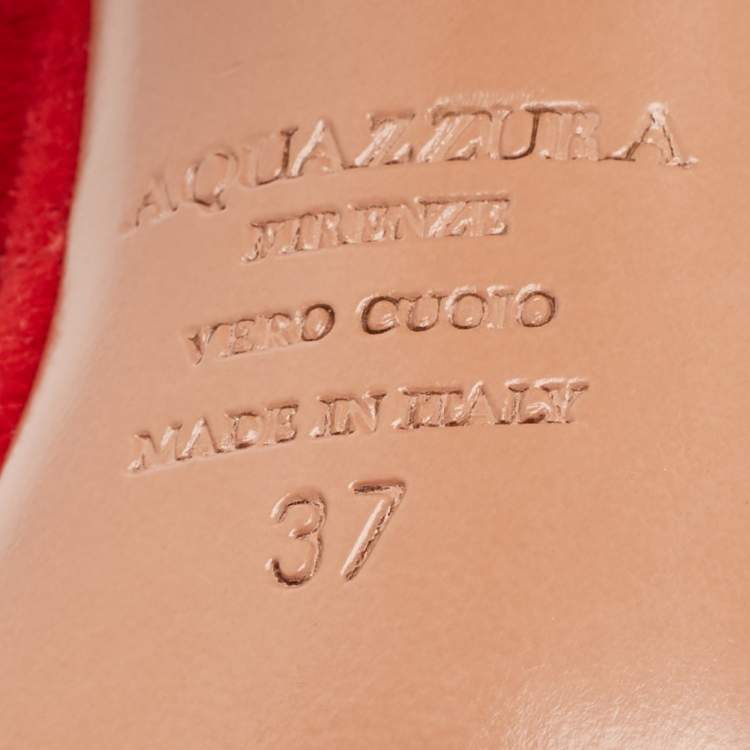 AQUAZZURA
FIRENZE
VERO CUOIO
MADE IN ITALY
37